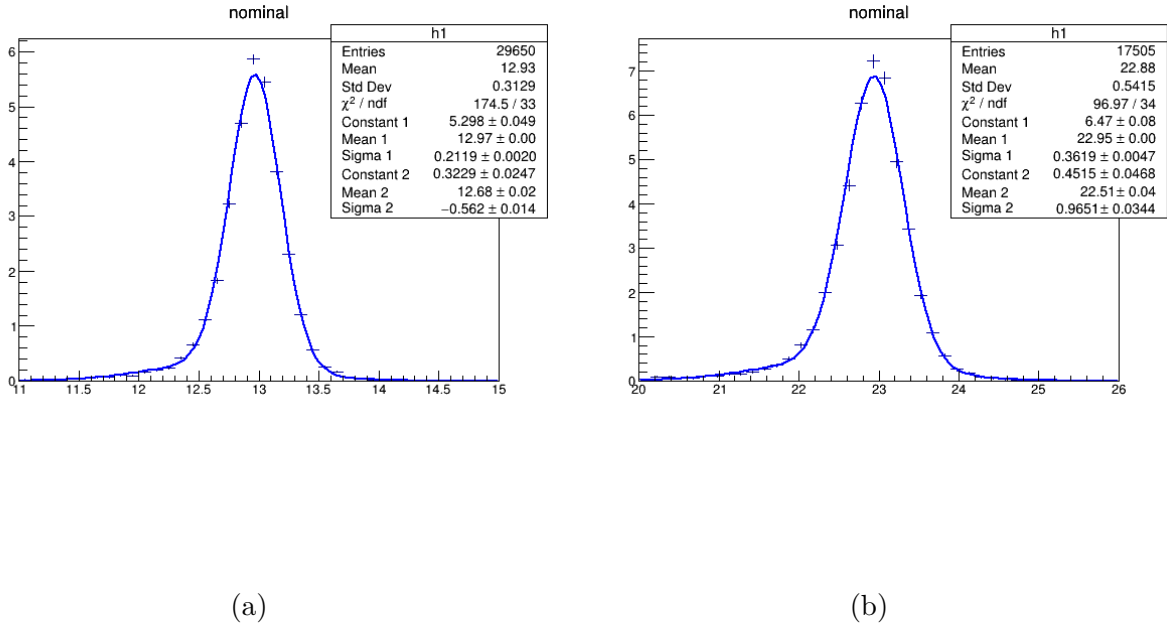 nominal
h1
Entries 29650
Mean 12.93
Std Dev 0.3129
χ² / ndf 174.5 / 33
Constant 1 5.298 ± 0.049
Mean 1 12.97 ± 0.00
Sigma 1 0.2119 ± 0.0020
Constant 2 0.3229 ± 0.0247
Mean 2 12.68 ± 0.02
Sigma 2 −0.562 ± 0.014
6
5
4
3
2
1
0
11 11.5 12 12.5 13 13.5 14 14.5 15
(a)
nominal
h1
Entries 17505
Mean 22.88
Std Dev 0.5415
χ² / ndf 96.97 / 34
Constant 1 6.47 ± 0.08
Mean 1 22.95 ± 0.00
Sigma 1 0.3619 ± 0.0047
Constant 2 0.4515 ± 0.0468
Mean 2 22.51 ± 0.04
Sigma 2 0.9651 ± 0.0344
7
6
5
4
3
2
1
0
20 21 22 23 24 25 26
(b)